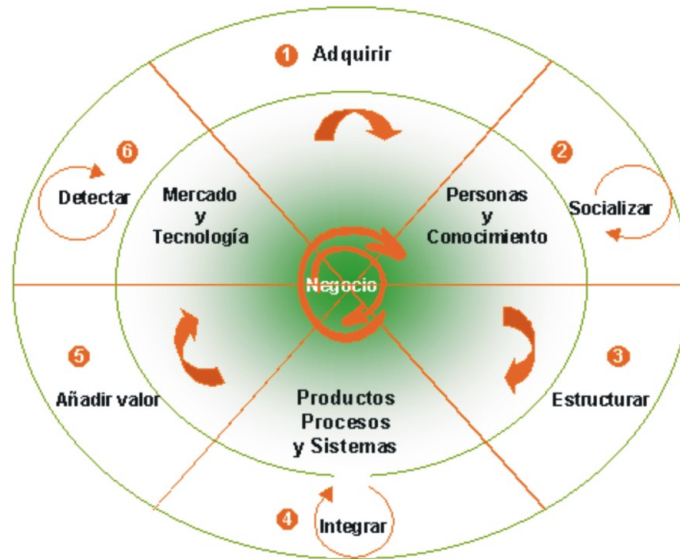 1 Adquirir
2
Socializar
3
Estructurar
4
Integrar
5
Añadir valor
6
Detectar
Mercado
y
Tecnología
Personas
y
Conocimiento
Negocio
Productos
Procesos
y Sistemas